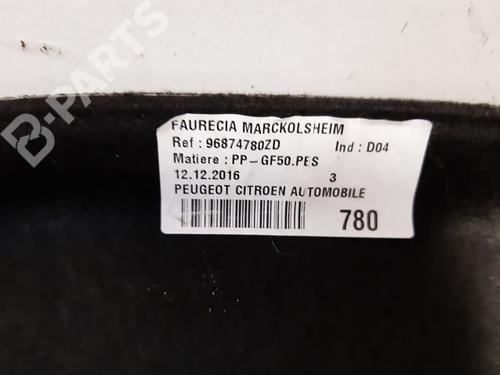 B-PARTS
FAURECIA MARCKOLSHEIM
Ref : 96874780ZD Ind : D04
Matiere : PP-GF50.PES
12.12.2016 3
PEUGEOT CITROEN AUTOMOBILE
780